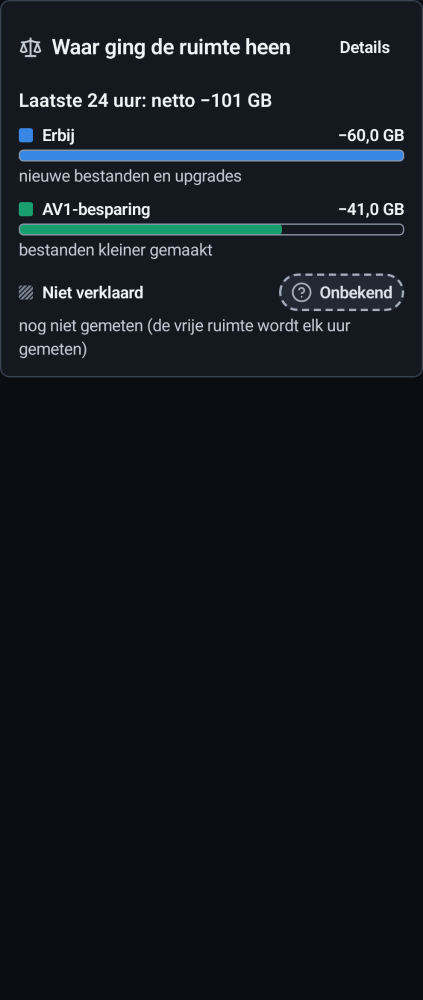 Waar ging de ruimte heen
Details
Laatste 24 uur: netto −101 GB
Erbij
−60,0 GB
nieuwe bestanden en upgrades
AV1-besparing
−41,0 GB
bestanden kleiner gemaakt
Niet verklaard
Onbekend
nog niet gemeten (de vrije ruimte wordt elk uur
gemeten)